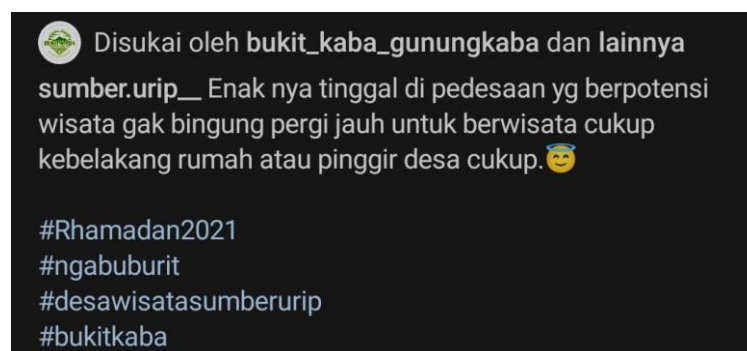 Disukai oleh bukit_kaba_gunungkaba dan lainnya
sumber.urip__ Enak nya tinggal di pedesaan yg berpotensi
wisata gak bingung pergi jauh untuk berwisata cukup
kebelakang rumah atau pinggir desa cukup.😇
#Rhamadan2021
#ngabuburit
#desawisatasumberurip
#bukitkaba